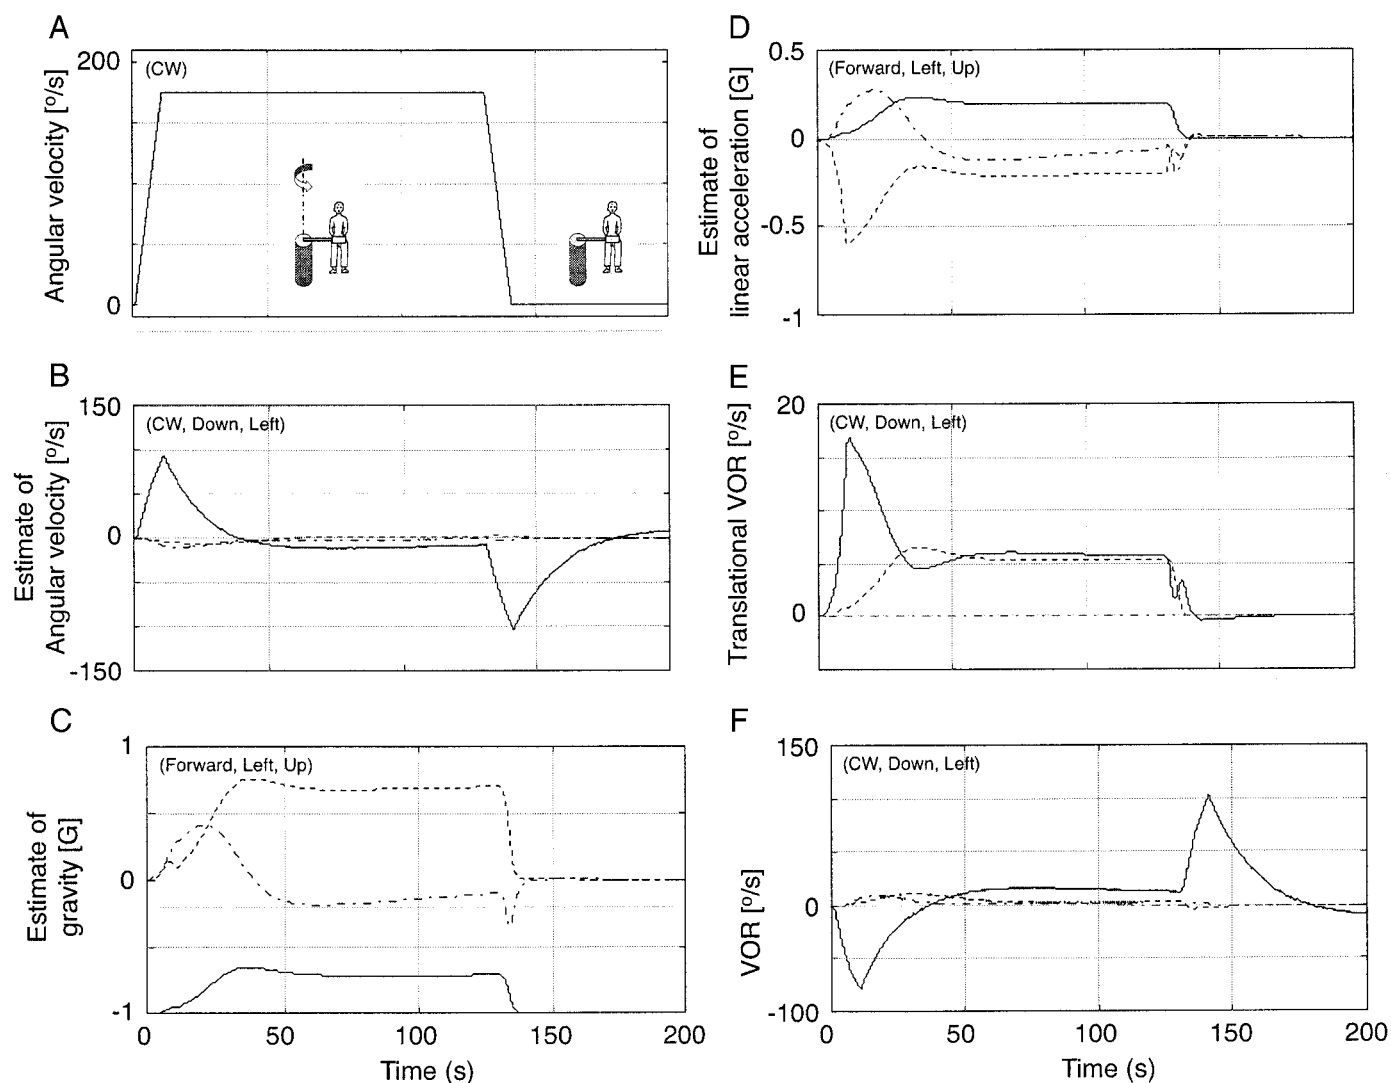 A
Angular velocity [º/s]
200
0
(CW)
B
Estimate of
Angular velocity [º/s]
150
0
-150
(CW, Down, Left)
C
Estimate of
gravity [G]
1
0
-1
(Forward, Left, Up)
0 50 100 150 200
Time (s)
D
Estimate of
linear acceleration [G]
0.5
0
-0.5
-1
(Forward, Left, Up)
E
Translational VOR [º/s]
20
10
0
(CW, Down, Left)
F
VOR [º/s]
150
0
-100
(CW, Down, Left)
0 50 100 150 200
Time (s)